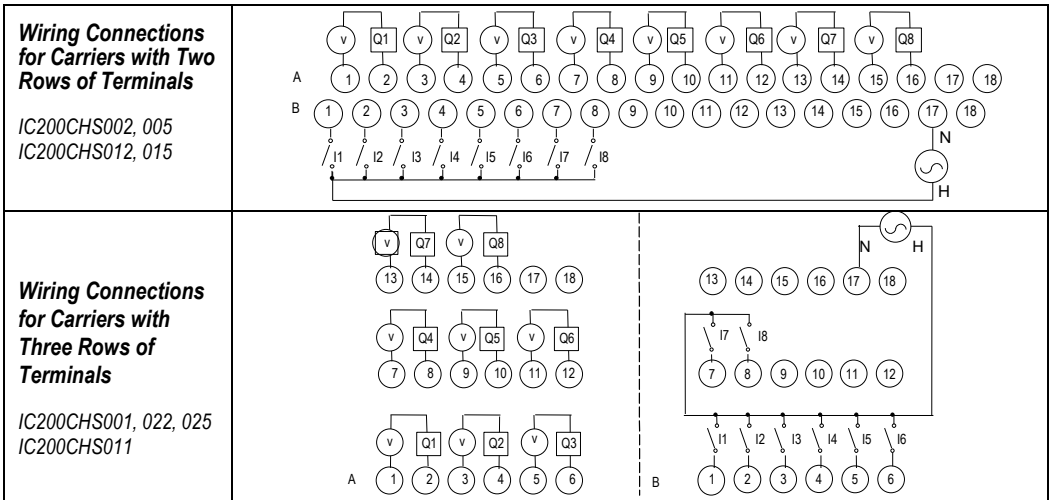 Wiring Connections
for Carriers with Two
Rows of Terminals
IC200CHS002, 005
IC200CHS012, 015
v Q1 v Q2 v Q3 v Q4 v Q5 v Q6 v Q7 v Q8
A 1 2 3 4 5 6 7 8 9 10 11 12 13 14 15 16 17 18
B 1 2 3 4 5 6 7 8 9 10 11 12 13 14 15 16 17 18
N
I1 I2 I3 I4 I5 I6 I7 I8
H
Wiring Connections
for Carriers with
Three Rows of
Terminals
IC200CHS001, 022, 025
IC200CHS011
v Q7 v Q8
13 14 15 16 17 18
v Q4 v Q5 v Q6
7 8 9 10 11 12
v Q1 v Q2 v Q3
A 1 2 3 4 5 6
N H
13 14 15 16 17 18
I7 I8
7 8 9 10 11 12
I1 I2 I3 I4 I5 I6
B 1 2 3 4 5 6